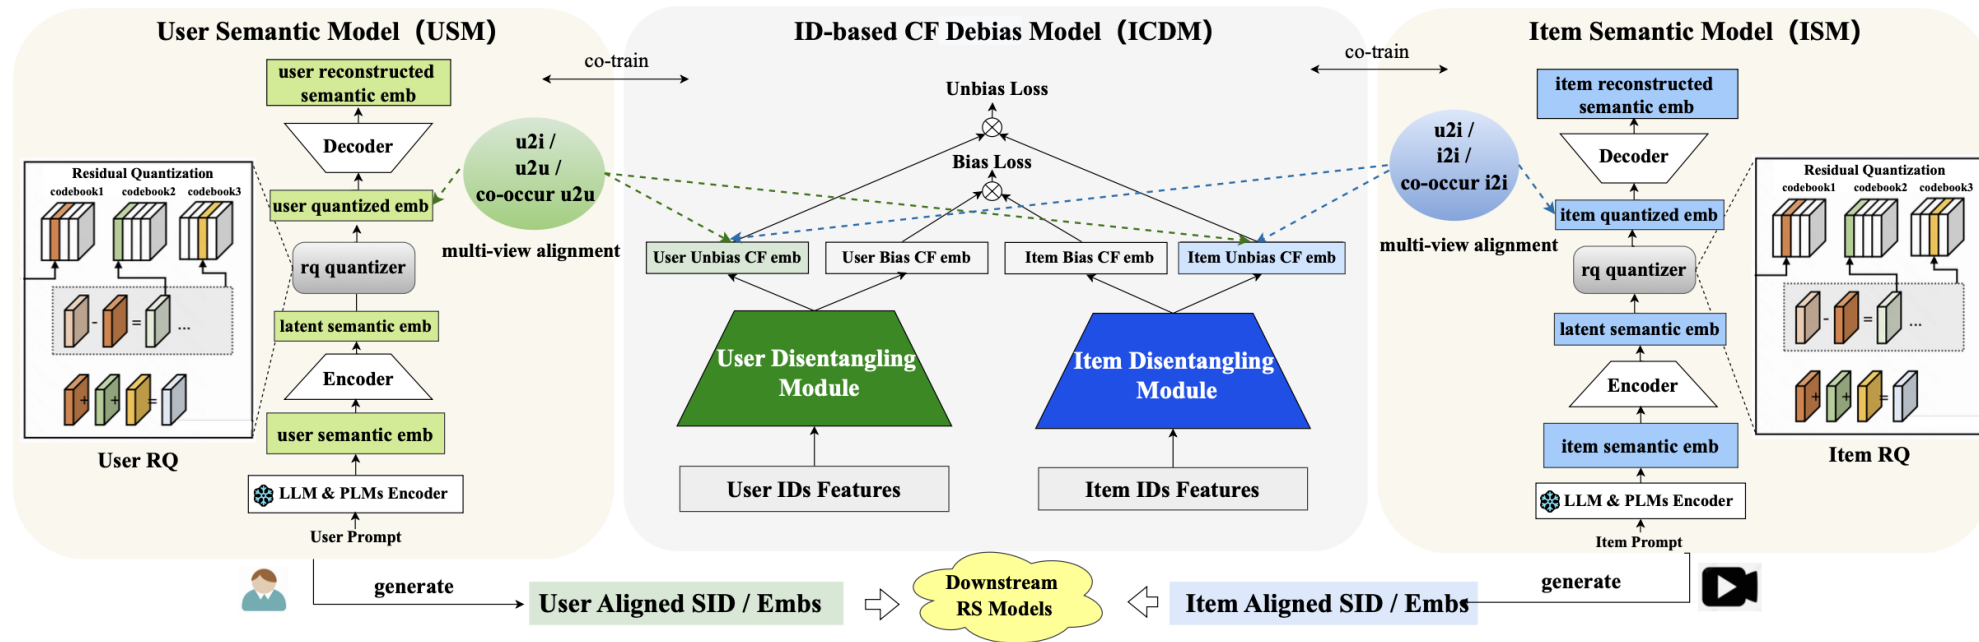 User Semantic Model（USM）
user reconstructed
semantic emb
Decoder
user quantized emb
rq quantizer
latent semantic emb
Encoder
user semantic emb
LLM & PLMs Encoder
User Prompt
Residual Quantization
codebook1 codebook2 codebook3
-
=
...
+
+
=
User RQ
co-train
u2i /
u2u /
co-occur u2u
multi-view alignment
ID-based CF Debias Model（ICDM）
Unbias Loss
Bias Loss
User Unbias CF emb
User Bias CF emb
Item Bias CF emb
Item Unbias CF emb
User Disentangling
Module
Item Disentangling
Module
User IDs Features
Item IDs Features
co-train
u2i /
i2i /
co-occur i2i
multi-view alignment
Item Semantic Model（ISM）
item reconstructed
semantic emb
Decoder
item quantized emb
rq quantizer
latent semantic emb
Encoder
item semantic emb
LLM & PLMs Encoder
Item Prompt
Residual Quantization
codebook1 codebook2 codebook3
-
=
...
+
+
=
Item RQ
generate
User Aligned SID / Embs
Downstream
RS Models
Item Aligned SID / Embs
generate